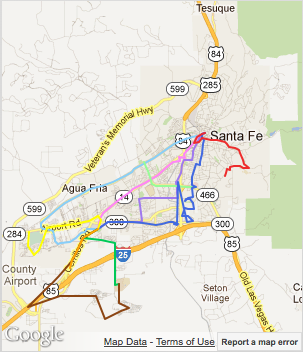 Tesuque
84
285
599
Veteran's Memorial Hwy
84
Santa Fe
Agua Fria
14
466
599
Airport Rd
300
300
284
Cerrillos Rd
25
85
County
Airport
85
Seton
Village
Old Las Vegas H
Ca
Lo
Google
Map Data - Terms of Use
Report a map error